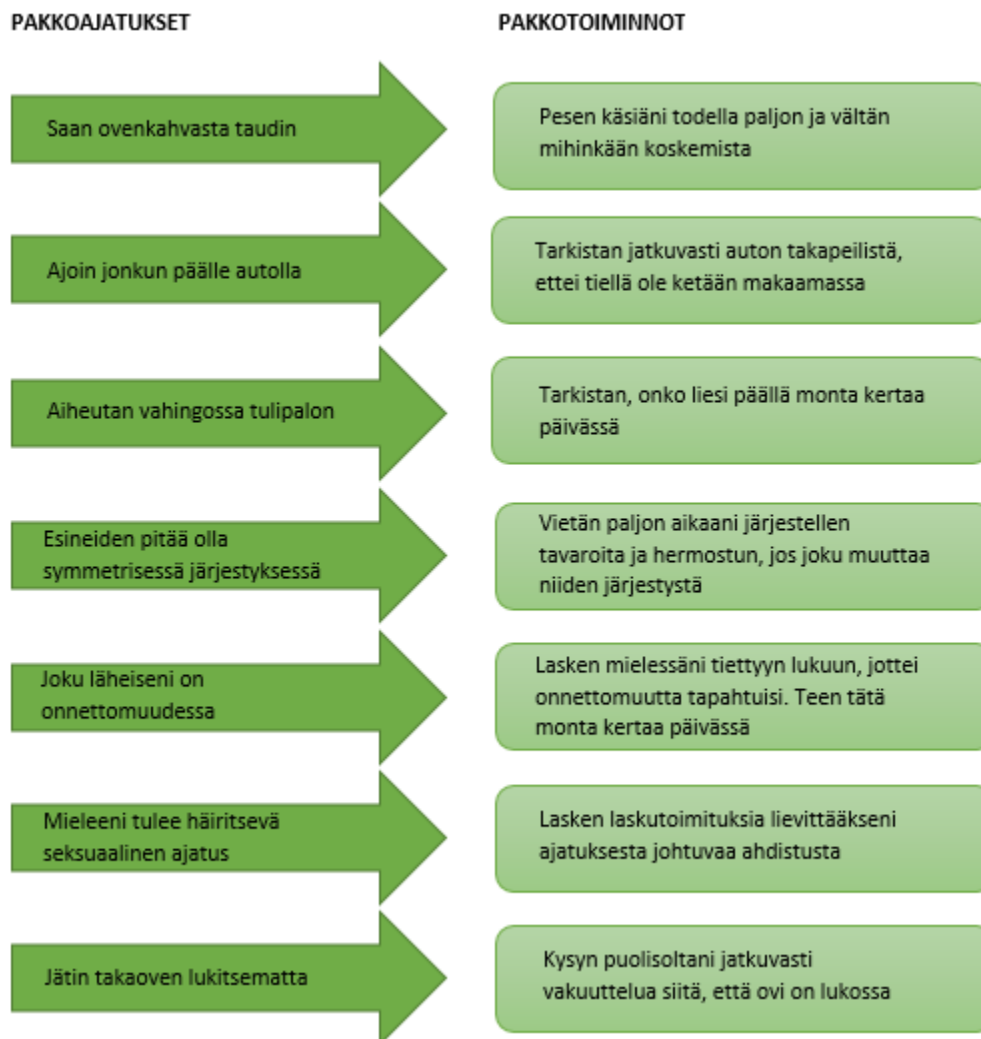 PAKKOAJATUKSET
PAKKOTOIMINNOT
Saan ovenkahvasta taudin
Pesen käsiäni todella paljon ja vältän
mihinkään koskemista
Ajoin jonkun päälle autolla
Tarkistan jatkuvasti auton takapeilistä,
ettei tiellä ole ketään makaamassa
Aiheutan vahingossa tulipalon
Tarkistan, onko liesi päällä monta kertaa
päivässä
Esineiden pitää olla
symmetrisessä järjestyksessä
Vietän paljon aikaani järjestellen
tavaroita ja hermostun, jos joku muuttaa
niiden järjestystä
Joku läheiseni on
onnettomuudessa
Lasken mielessäni tiettyyn lukuun, jottei
onnettomuutta tapahtuisi. Teen tätä
monta kertaa päivässä
Mieleeni tulee häiritsevä
seksuaalinen ajatus
Lasken laskutoimituksia lievittääkseni
ajatuksesta johtuvaa ahdistusta
Jätin takaoven lukitsematta
Kysyn puolisoltani jatkuvasti
vakuuttelua siitä, että ovi on lukossa